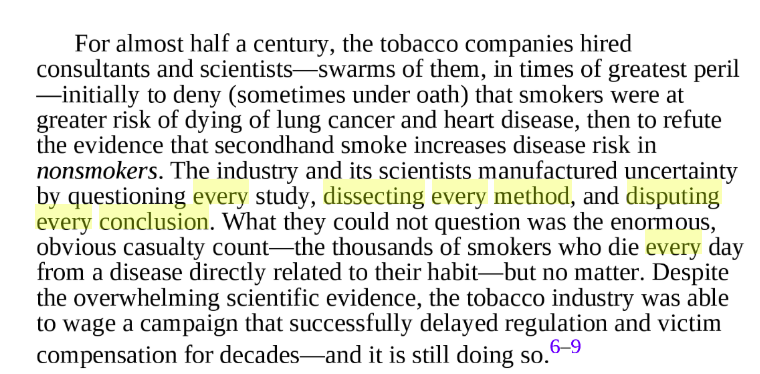 For almost half a century, the tobacco companies hired
consultants and scientists—swarms of them, in times of greatest peril
—initially to deny (sometimes under oath) that smokers were at
greater risk of dying of lung cancer and heart disease, then to refute
the evidence that secondhand smoke increases disease risk in
nonsmokers. The industry and its scientists manufactured uncertainty
by questioning every study, dissecting every method, and disputing
every conclusion. What they could not question was the enormous,
obvious casualty count—the thousands of smokers who die every day
from a disease directly related to their habit—but no matter. Despite
the overwhelming scientific evidence, the tobacco industry was able
to wage a campaign that successfully delayed regulation and victim
compensation for decades—and it is still doing so.6–9